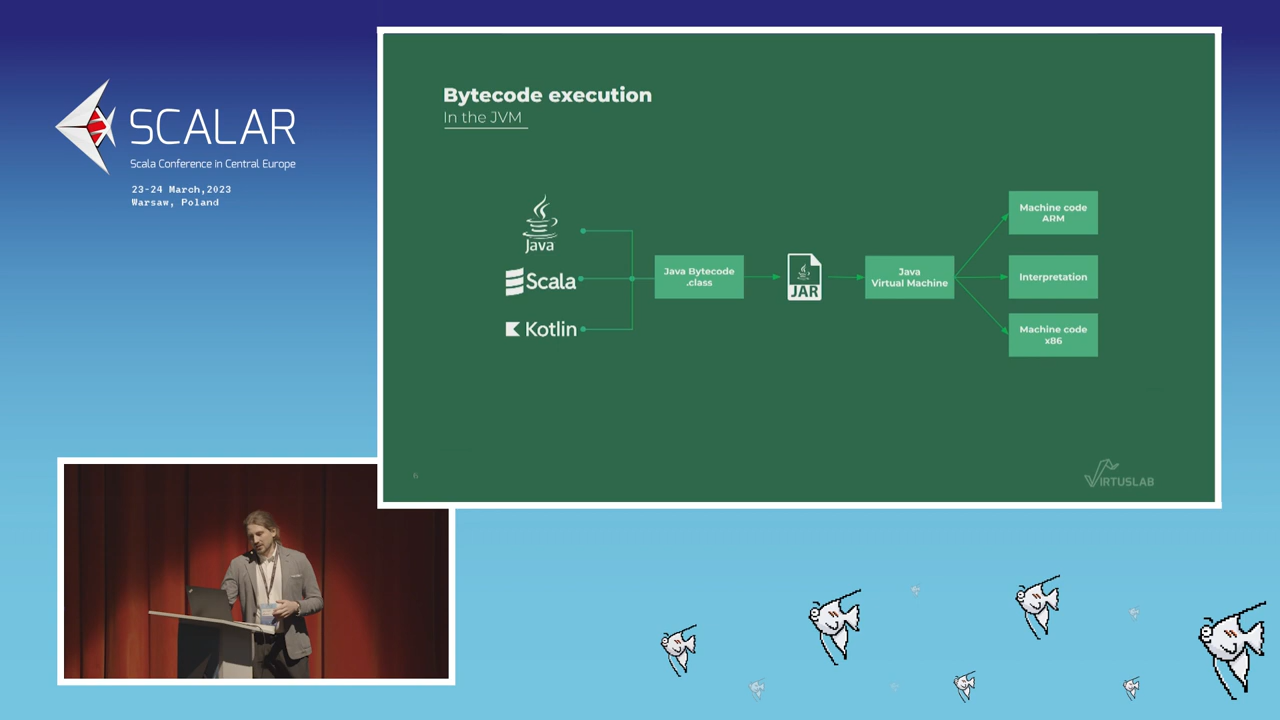 SCALAR
Scala Conference in Central Europe
23-24 March,2023
Warsaw, Poland
Bytecode execution
In the JVM
Java
Scala
Kotlin
Java Bytecode
.class
JAR
Java
Virtual Machine
Machine code
ARM
Interpretation
Machine code
x86
6
VIRTUSLAB